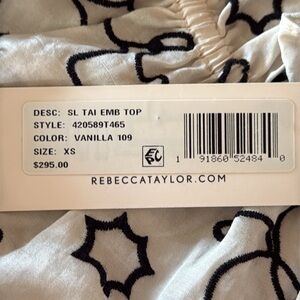 DESC: SL TAI EMB TOP
STYLE: 420589T465
COLOR: VANILLA 109
SIZE: XS
$295.00
1 91860 52484 0
REBECCATAYLOR.COM